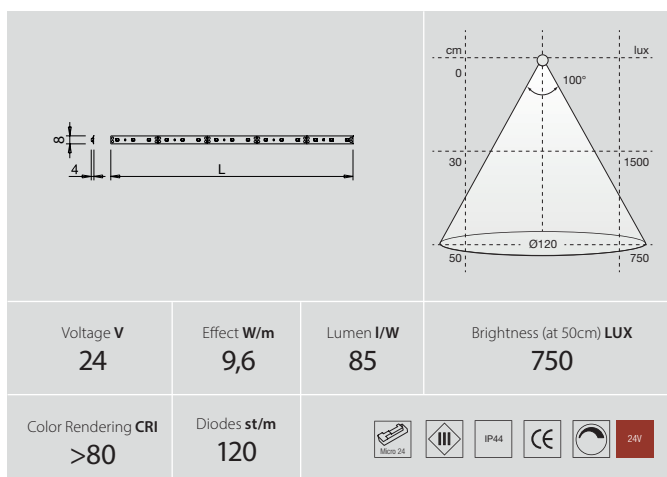 cm
lux
0
100°
8
4
L
30
1500
Ø120
50
750
Voltage V
24
Effect W/m
9,6
Lumen l/W
85
Brightness (at 50cm) LUX
750
Color Rendering CRI
>80
Diodes st/m
120
Micro 24
III
IP44
CE
24V